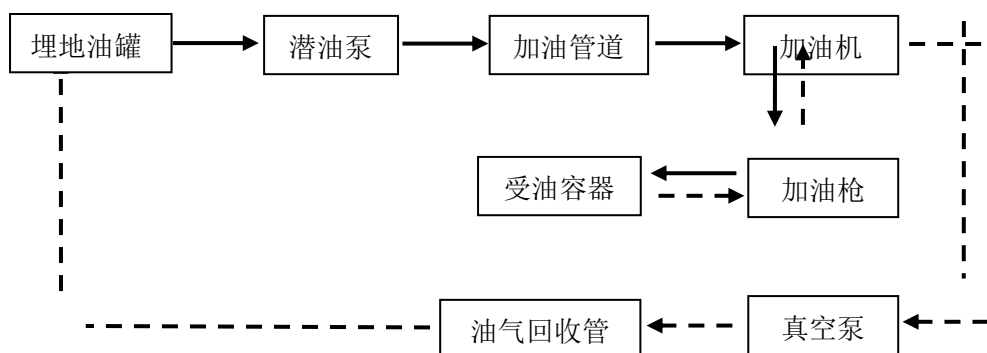 埋地油罐
潜油泵
加油管道
加油机
受油容器
加油枪
油气回收管
真空泵